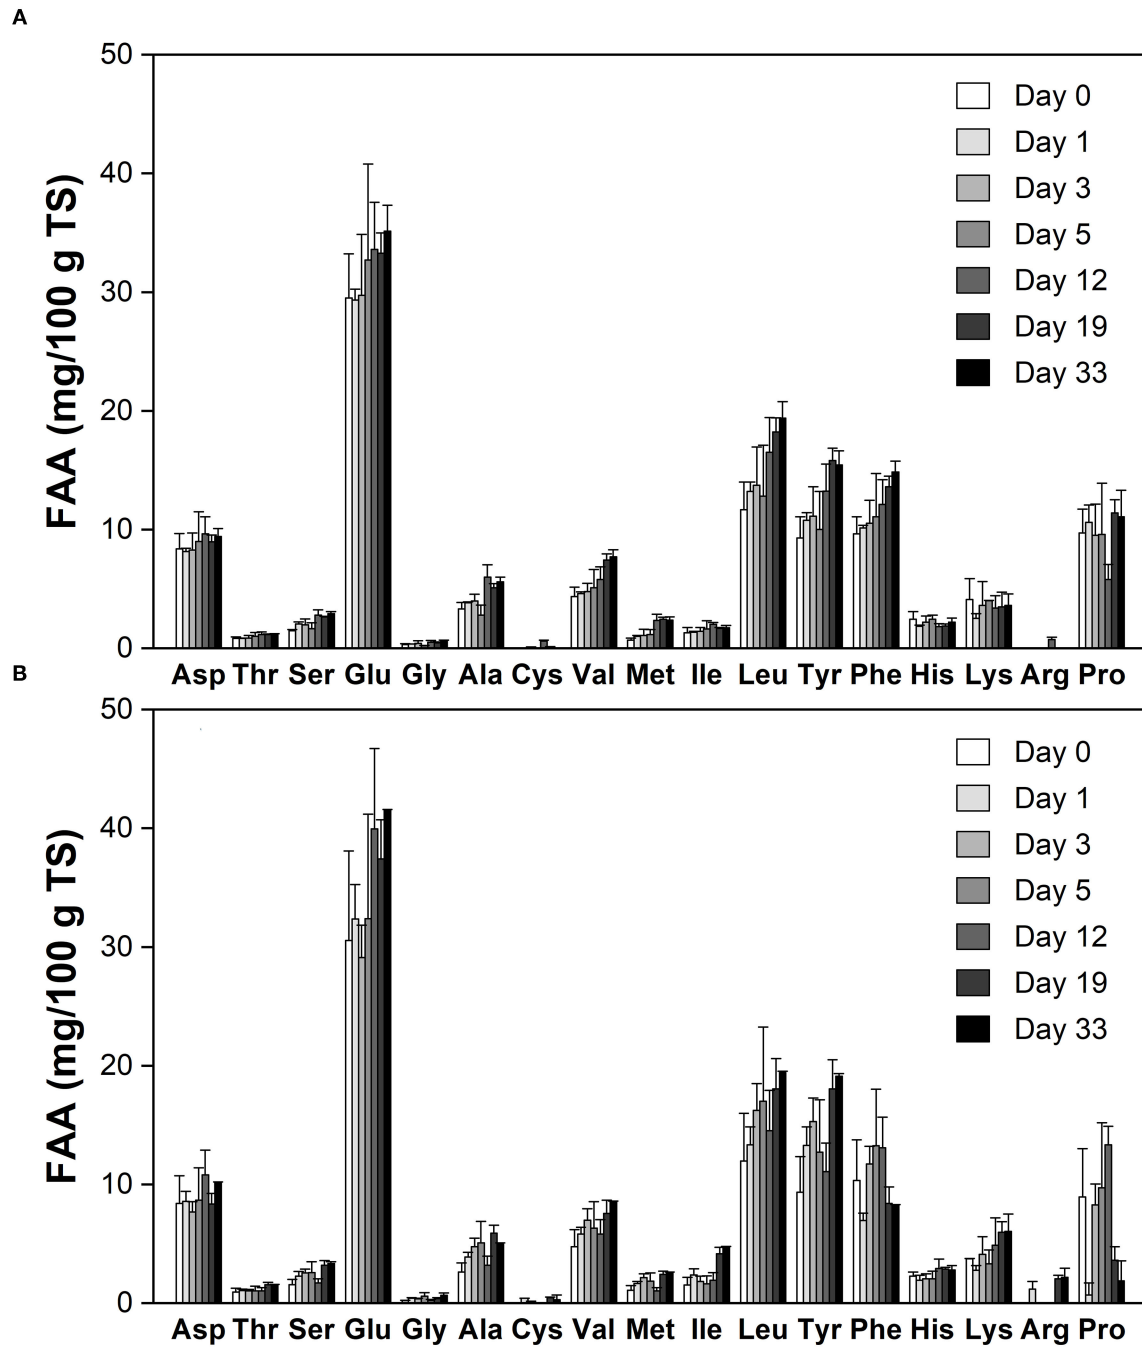 A
50
40
30
20
10
0
FAA (mg/100 g TS)
Day 0
Day 1
Day 3
Day 5
Day 12
Day 19
Day 33
Asp Thr Ser Glu Gly Ala Cys Val Met Ile Leu Tyr Phe His Lys Arg Pro
B
50
40
30
20
10
0
FAA (mg/100 g TS)
Day 0
Day 1
Day 3
Day 5
Day 12
Day 19
Day 33
Asp Thr Ser Glu Gly Ala Cys Val Met Ile Leu Tyr Phe His Lys Arg Pro